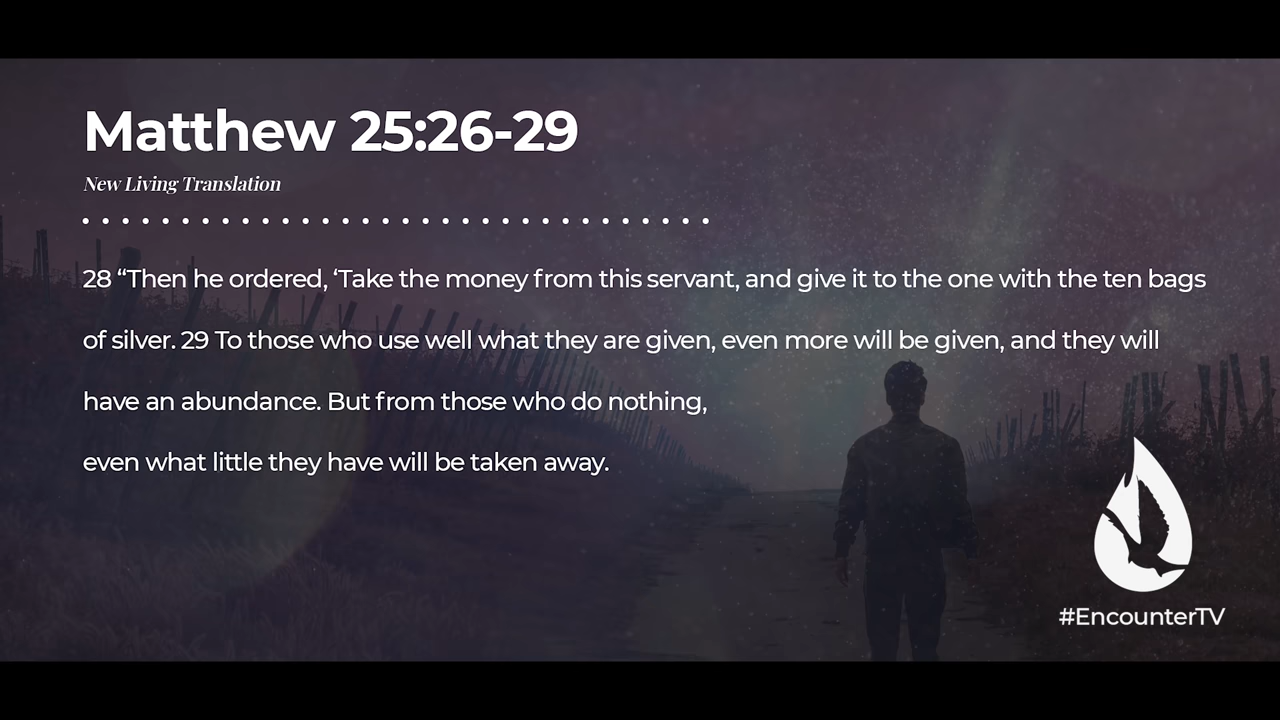 Matthew 25:26-29
New Living Translation
28 “Then he ordered, ‘Take the money from this servant, and give it to the one with the ten bags
of silver. 29 To those who use well what they are given, even more will be given, and they will
have an abundance. But from those who do nothing,
even what little they have will be taken away.
#EncounterTV